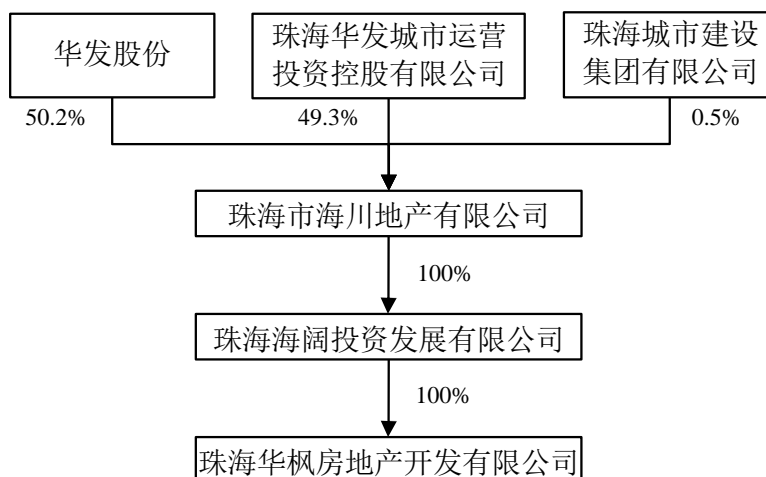 华发股份
珠海华发城市运营
投资控股有限公司
珠海城市建设
集团有限公司
50.2%
49.3%
0.5%
珠海市海川地产有限公司
100%
珠海海阔投资发展有限公司
100%
珠海华枫房地产开发有限公司